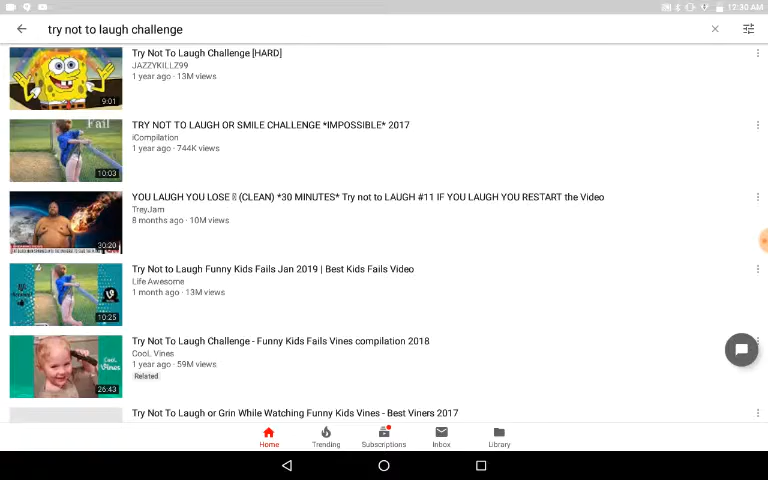 12:30 AM
try not to laugh challenge
Try Not To Laugh Challenge [HARD]
JAZZYKILLZ99
1 year ago · 13M views
9:01
Fail
TRY NOT TO LAUGH OR SMILE CHALLENGE *IMPOSSIBLE* 2017
iCompilation
1 year ago · 744K views
10:03
YOU LAUGH YOU LOSE (CLEAN) *30 MINUTES* Try not to LAUGH #11 IF YOU LAUGH YOU RESTART the Video
TreyJam
8 months ago · 10M views
30:20
Try Not to Laugh Funny Kids Fails Jan 2019 | Best Kids Fails Video
Life Awesome
1 month ago · 13M views
10:25
Try Not To Laugh Challenge - Funny Kids Fails Vines compilation 2018
CooL Vines
1 year ago · 59M views
Related
CooL
Vines
26:43
Try Not To Laugh or Grin While Watching Funny Kids Vines - Best Viners 2017
Home Trending Subscriptions Inbox Library